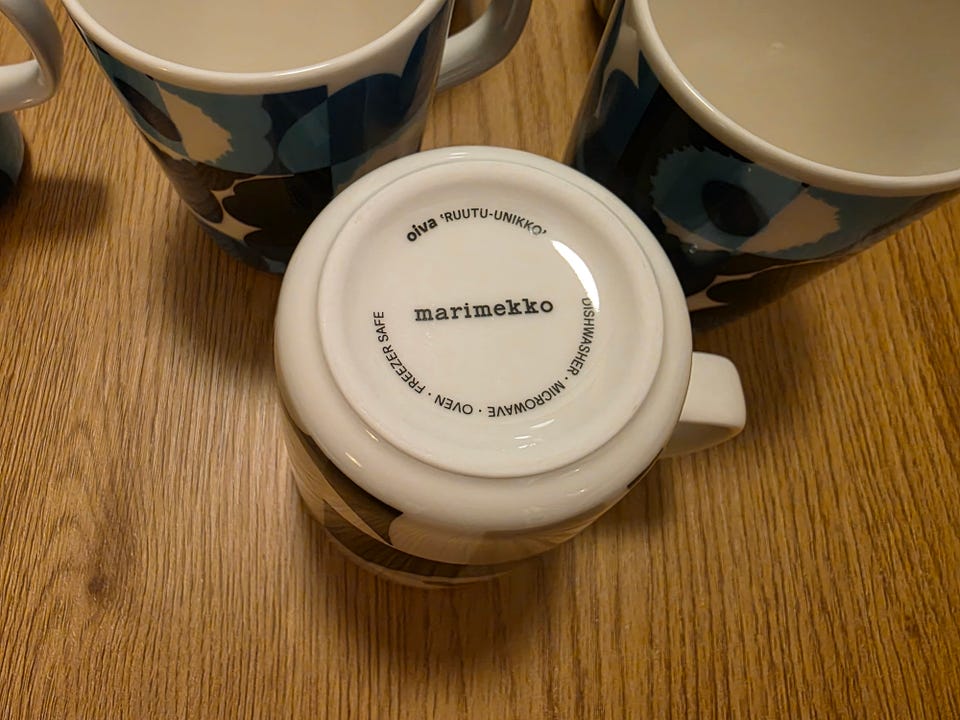 oiva 'RUUTU-UNIKKO'
marimekko
DISHWASHER · MICROWAVE · OVEN · FREEZER SAFE